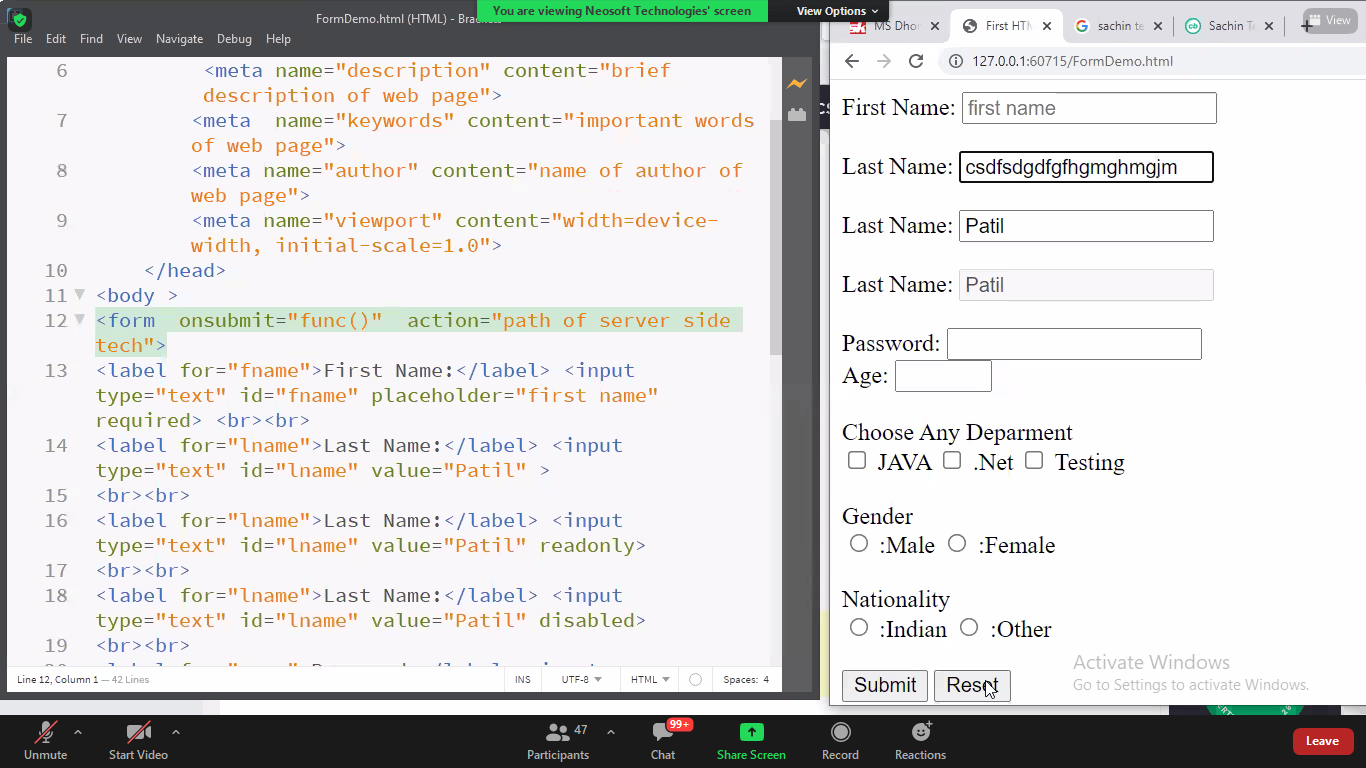 FormDemo.html (HTML) - Brackets
You are viewing Neosoft Technologies' screen
View Options
File Edit Find View Navigate Debug Help
6 <meta name="description" content="brief
description of web page">
7 <meta name="keywords" content="important words
of web page">
8 <meta name="author" content="name of author of
web page">
9 <meta name="viewport" content="width=device-
width, initial-scale=1.0">
10 </head>
11 <body >
12 <form onsubmit="func()" action="path of server side
tech">
13 <label for="fname">First Name:</label> <input
type="text" id="fname" placeholder="first name"
required> <br><br>
14 <label for="lname">Last Name:</label> <input
type="text" id="lname" value="Patil" >
15 <br><br>
16 <label for="lname">Last Name:</label> <input
type="text" id="lname" value="Patil" readonly>
17 <br><br>
18 <label for="lname">Last Name:</label> <input
type="text" id="lname" value="Patil" disabled>
19 <br><br>
Line 12, Column 1 — 42 Lines INS UTF-8 HTML Spaces: 4
MS Dhon First HTM sachin te Sachin T View
127.0.0.1:60715/FormDemo.html
First Name: first name
Last Name: csdfsdgdfgfhgmghmgjm
Last Name: Patil
Last Name: Patil
Password:
Age:
Choose Any Deparment
JAVA .Net Testing
Gender
:Male :Female
Nationality
:Indian :Other
Submit Reset
Activate Windows
Go to Settings to activate Windows.
Unmute Start Video Participants 47 Chat 99+ Share Screen Record Reactions Leave